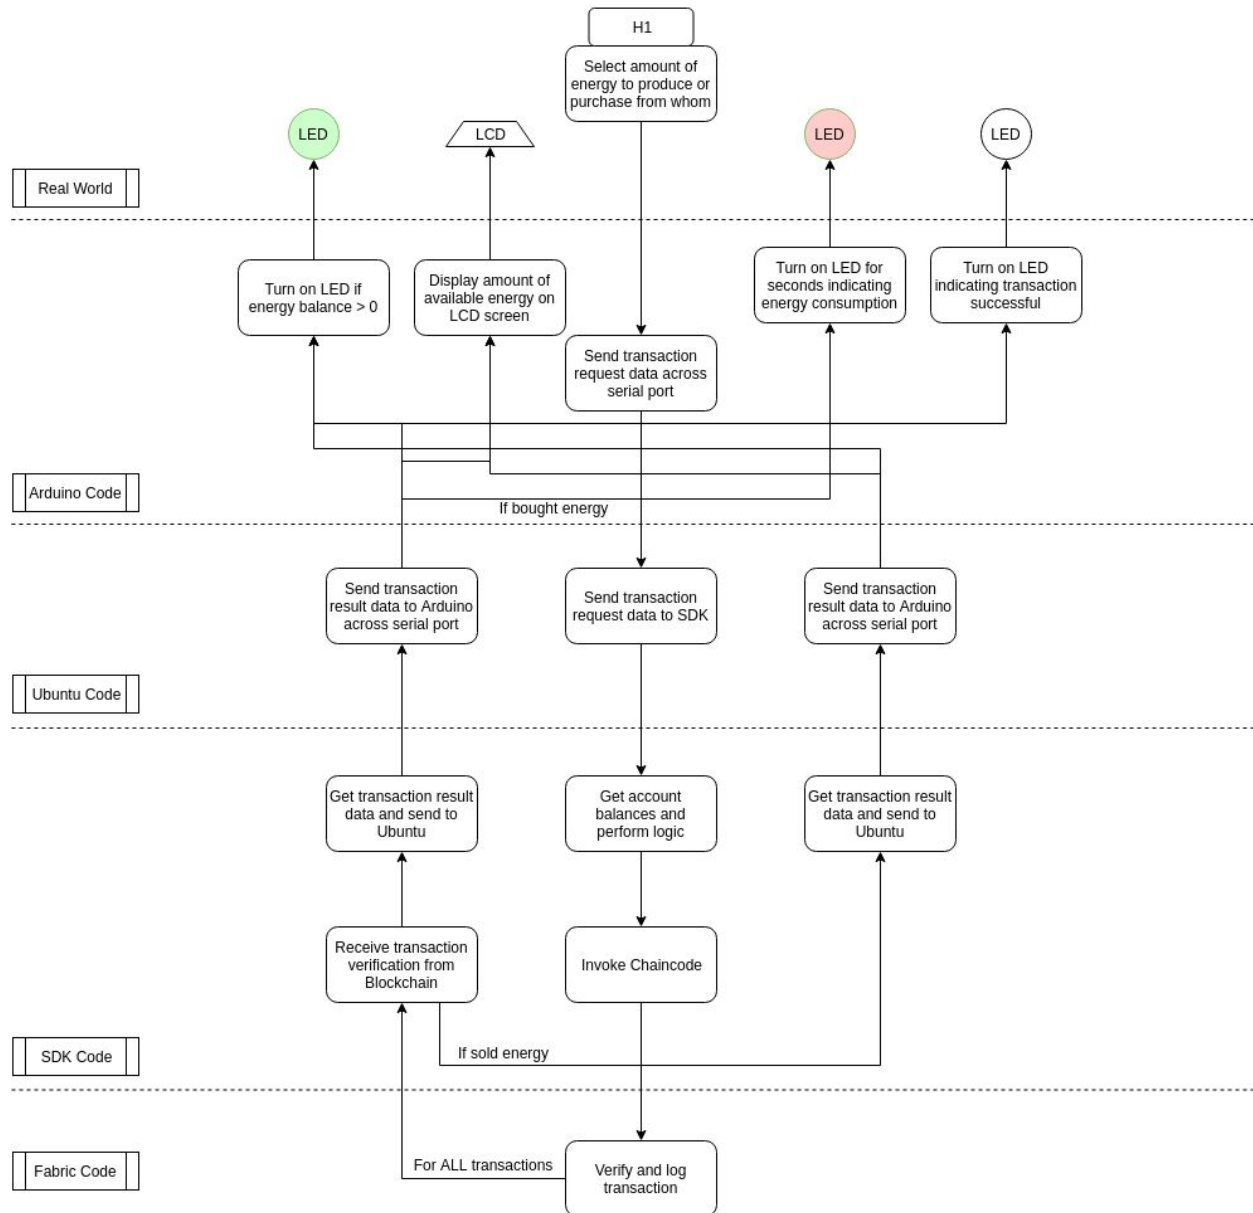 H1
Select amount of
energy to produce or
purchase from whom
LED
LCD
LED
LED
Real World
Turn on LED if
energy balance > 0
Display amount of
available energy on
LCD screen
Turn on LED for
seconds indicating
energy consumption
Turn on LED
indicating transaction
successful
Send transaction
request data across
serial port
Arduino Code
If bought energy
Send transaction
result data to Arduino
across serial port
Send transaction
request data to SDK
Send transaction
result data to Arduino
across serial port
Ubuntu Code
Get transaction result
data and send to
Ubuntu
Get account
balances and
perform logic
Get transaction result
data and send to
Ubuntu
Receive transaction
verification from
Blockchain
Invoke Chaincode
SDK Code
If sold energy
For ALL transactions
Verify and log
transaction
Fabric Code